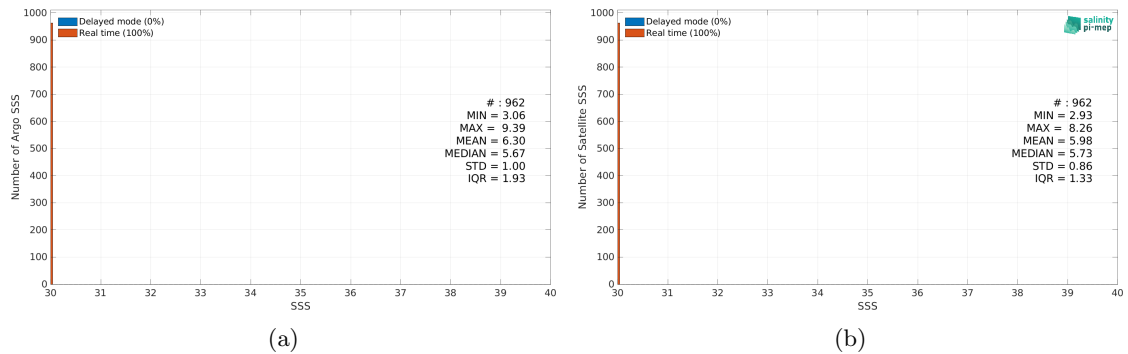 1000
900
800
700
600
500
400
300
200
100
0
Number of Argo SSS
Delayed mode (0%)
Real time (100%)
# : 962
MIN = 3.06
MAX = 9.39
MEAN = 6.30
MEDIAN = 5.67
STD = 1.00
IQR = 1.93
30 31 32 33 34 35 36 37 38 39 40
SSS
(a)
1000
900
800
700
600
500
400
300
200
100
0
Number of Satellite SSS
Delayed mode (0%)
Real time (100%)
salinity
pi-mep
# : 962
MIN = 2.93
MAX = 8.26
MEAN = 5.98
MEDIAN = 5.73
STD = 0.86
IQR = 1.33
30 31 32 33 34 35 36 37 38 39 40
SSS
(b)